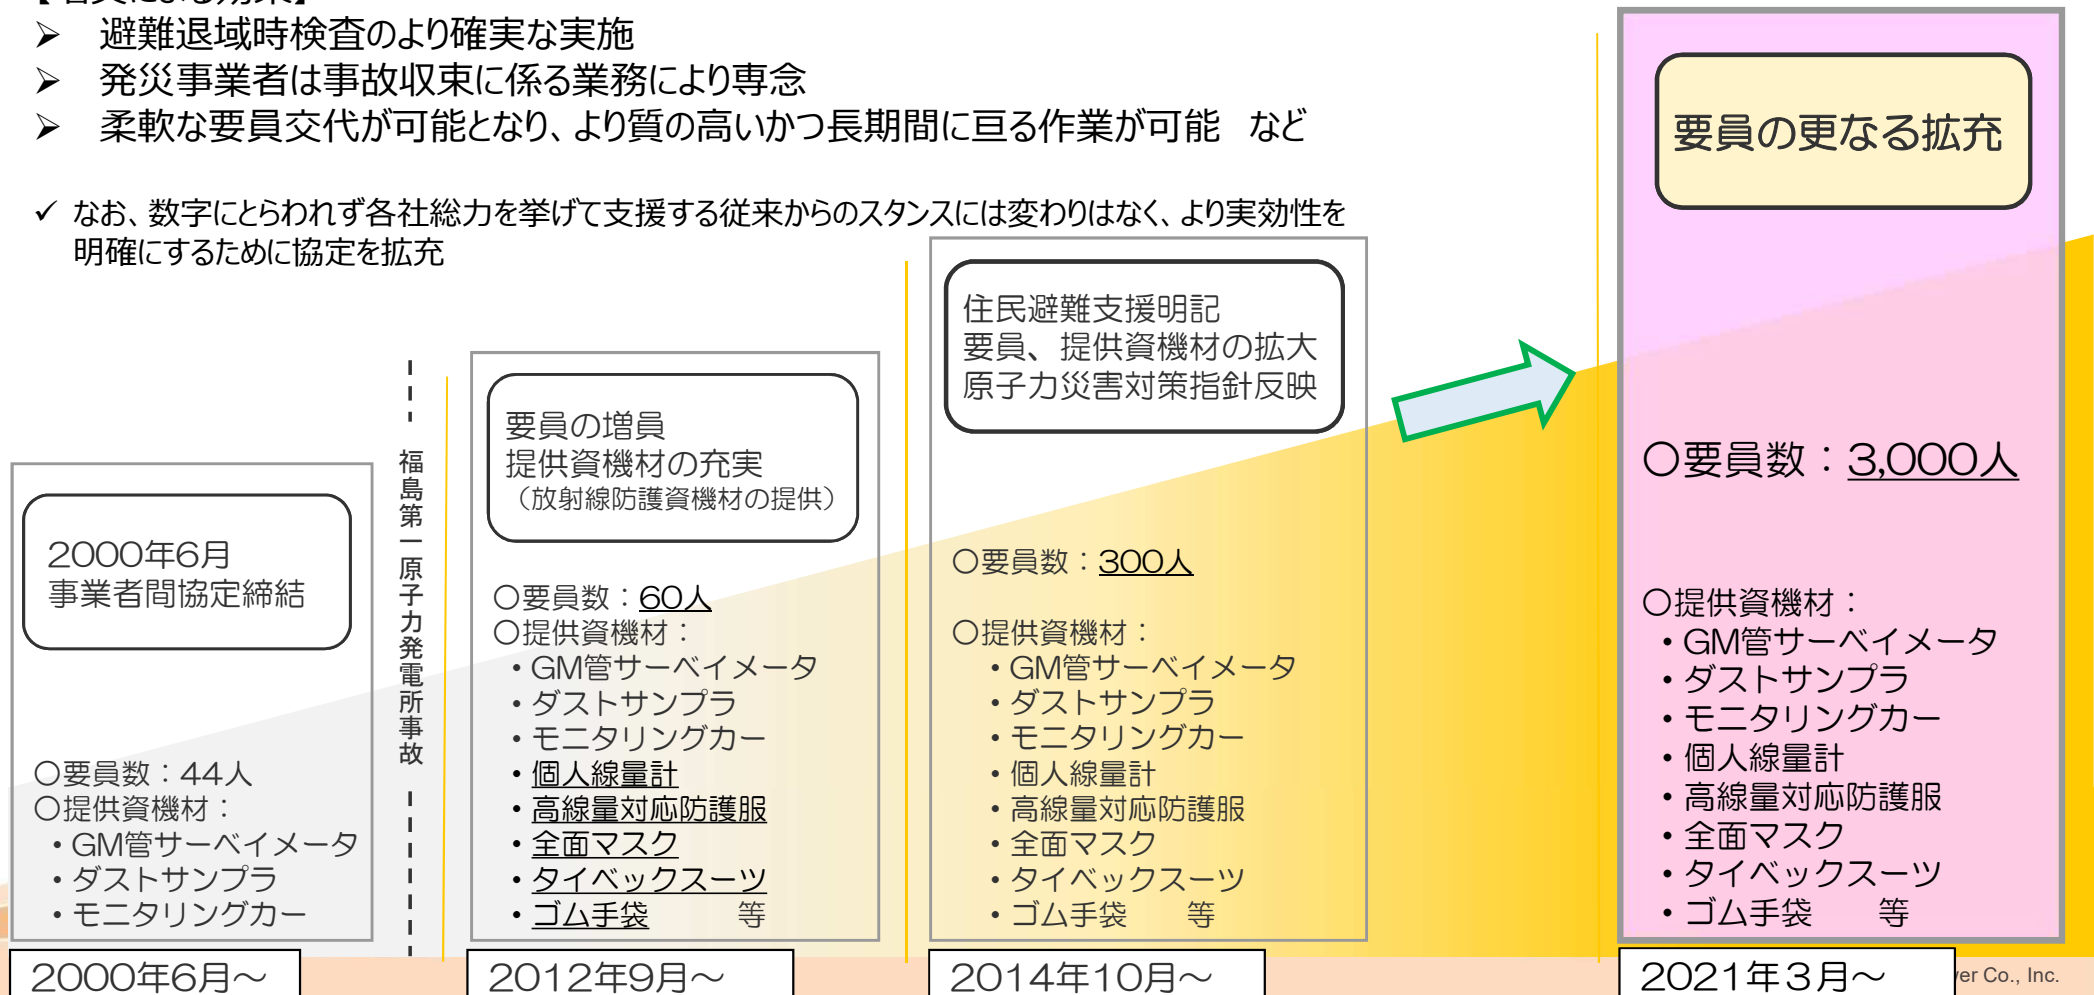 ➢ 避難退域時検査のより確実な実施
➢ 発災事業者は事故収束に係る業務により専念
➢ 柔軟な要員交代が可能となり、より質の高いかつ長期間に亘る作業が可能 など
✓ なお、数字にとらわれず各社総力を挙げて支援する従来からのスタンスには変わりはなく、より実効性を
明確にするために協定を拡充
2000年6月
事業者間協定締結
〇要員数：44人
〇提供資機材：
・GM管サーベイメータ
・ダストサンプラ
・モニタリングカー
2000年6月～
福島第一原子力発電所事故
要員の増員
提供資機材の充実
（放射線防護資機材の提供）
〇要員数：60人
〇提供資機材：
・GM管サーベイメータ
・ダストサンプラ
・モニタリングカー
・個人線量計
・高線量対応防護服
・全面マスク
・タイベックスーツ
・ゴム手袋 等
2012年9月～
住民避難支援明記
要員、提供資機材の拡大
原子力災害対策指針反映
〇要員数：300人
〇提供資機材：
・GM管サーベイメータ
・ダストサンプラ
・モニタリングカー
・個人線量計
・高線量対応防護服
・全面マスク
・タイベックスーツ
・ゴム手袋 等
2014年10月～
要員の更なる拡充
〇要員数：3,000人
〇提供資機材：
・GM管サーベイメータ
・ダストサンプラ
・モニタリングカー
・個人線量計
・高線量対応防護服
・全面マスク
・タイベックスーツ
・ゴム手袋 等
2021年３月～
Co., Inc.